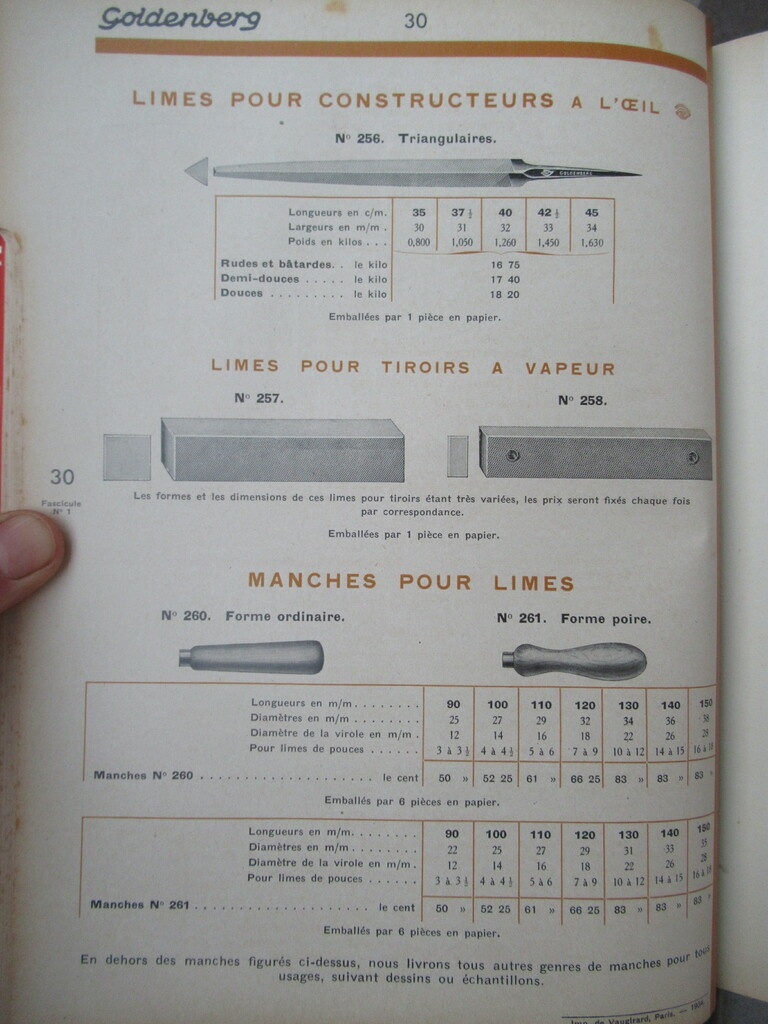 Goldenberg
30
LIMES POUR CONSTRUCTEURS A L'ŒIL
N° 256. Triangulaires.
GOLDENBERG
Longueurs en c/m. 35 37 ½ 40 42 ½ 45
Largeurs en m/m . 30 31 32 33 34
Poids en kilos . . . 0,800 1,050 1,260 1,450 1,630
Rudes et bâtardes. . le kilo 16 75
Demi-douces . . . . . le kilo 17 40
Douces . . . . . . . . . le kilo 18 20
Emballées par 1 pièce en papier.
LIMES POUR TIROIRS A VAPEUR
N° 257.
N° 258.
30
Fascicule
N° 1
Les formes et les dimensions de ces limes pour tiroirs étant très variées, les prix seront fixés chaque fois
par correspondance.
Emballées par 1 pièce en papier.
MANCHES POUR LIMES
N° 260. Forme ordinaire.
N° 261. Forme poire.
Longueurs en m/m . . . . . . . . 90 100 110 120 130 140 150
Diamètres en m/m . . . . . . . . 25 27 29 32 34 36 38
Diamètre de la virole en m/m . 12 14 16 18 22 26 28
Pour limes de pouces . . . . . . 3 à 3 ½ 4 à 4 ½ 5 à 6 7 à 9 10 à 12 14 à 15 16 à
Manches N° 260 . . . . . . . . . . . . . . . . . . . . le cent 50 » 52 25 61 » 66 25 83 » 83 » 83 »
Emballés par 6 pièces en papier.
Longueurs en m/m. . . . . . . . 90 100 110 120 130 140 150
Diamètres en m/m . . . . . . . . 22 25 27 29 31 33 35
Diamètre de la virole en m/m . 12 14 16 18 22 26 28
Pour limes de pouces . . . . . . 3 à 3 ½ 4 à 4 ½ 5 à 6 7 à 9 10 à 12 14 à 15 16 à
Manches N° 261 . . . . . . . . . . . . . . . . . . . . le cent 50 » 52 25 61 » 66 25 83 » 83 » 83
Emballés par 6 pièces en papier.
En dehors des manches figurés ci-dessus, nous livrons tous autres genres de manches pour tous
usages, suivant dessins ou échantillons.
Imp. de Vaugirard, Paris. —